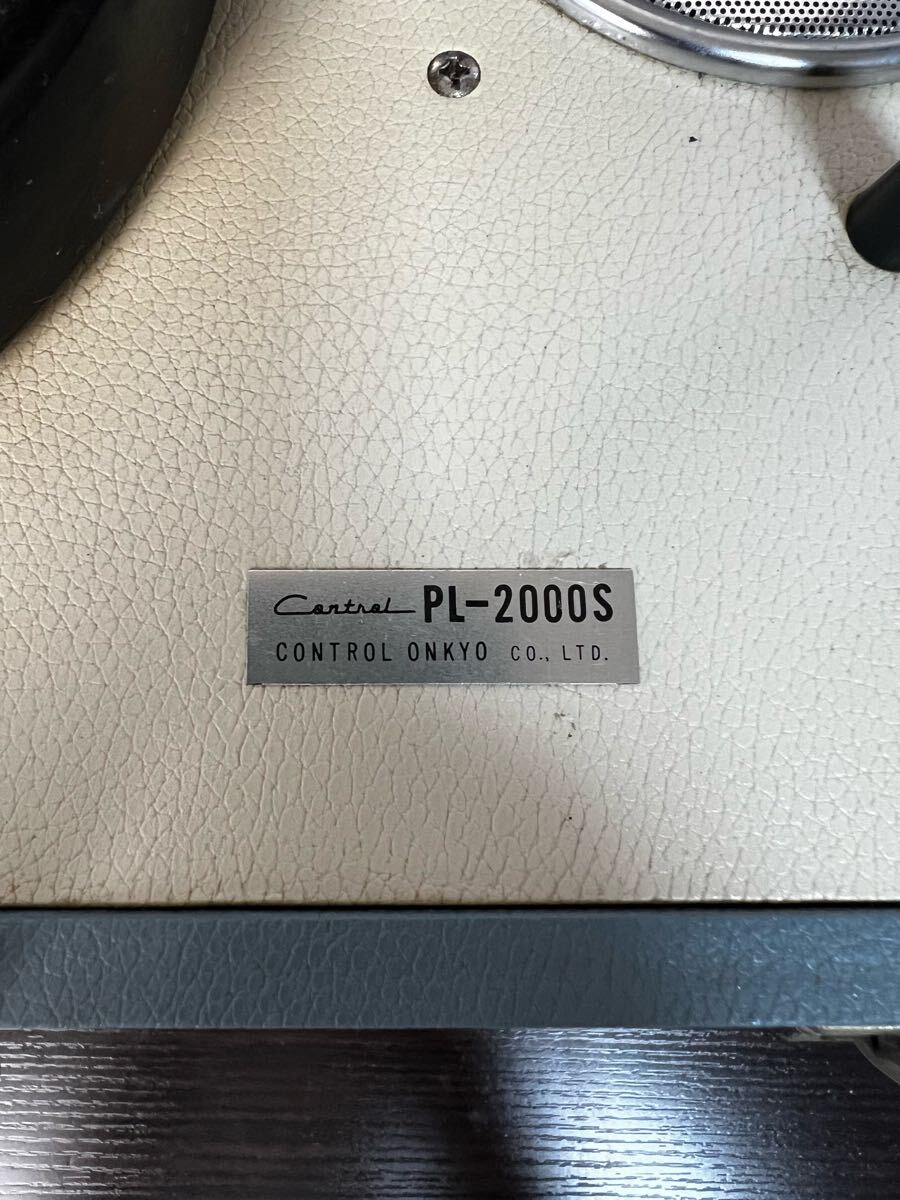 Control PL-2000S
CONTROL ONKYO CO., LTD.